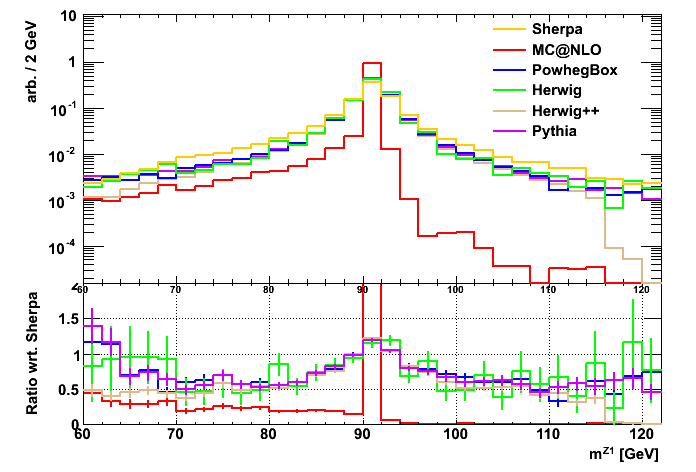 arb. / 2 GeV
10
1
10-1
10-2
10-3
10-4
Sherpa
MC@NLO
PowhegBox
Herwig
Herwig++
Pythia
60 70 80 90 100 110 120
Ratio wrt. Sherpa
2
1.5
1
0.5
0
60 70 80 90 100 110 120
mZ1 [GeV]